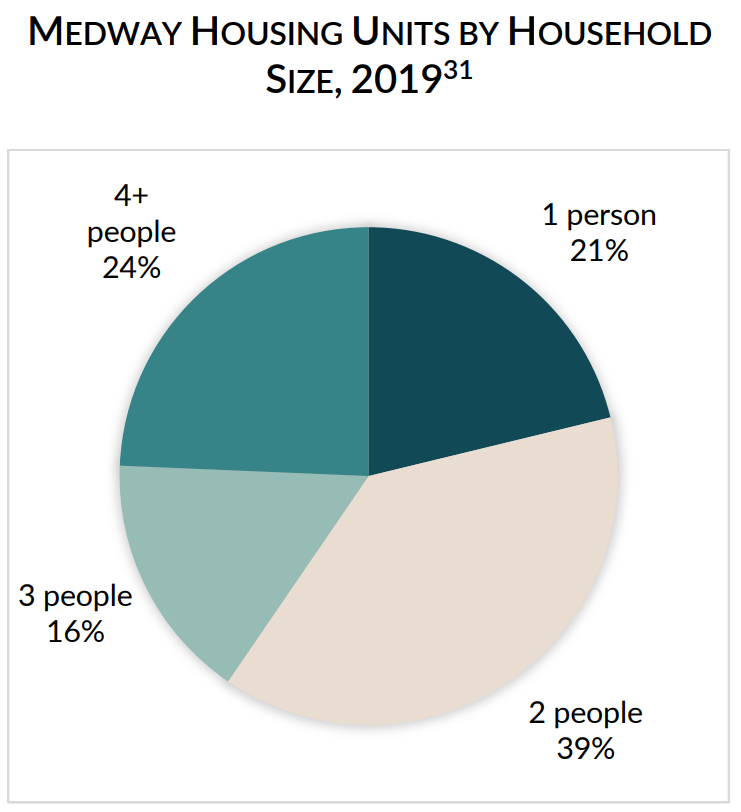 MEDWAY HOUSING UNITS BY HOUSEHOLD
SIZE, 2019³¹
4+
people
24%
1 person
21%
3 people
16%
2 people
39%